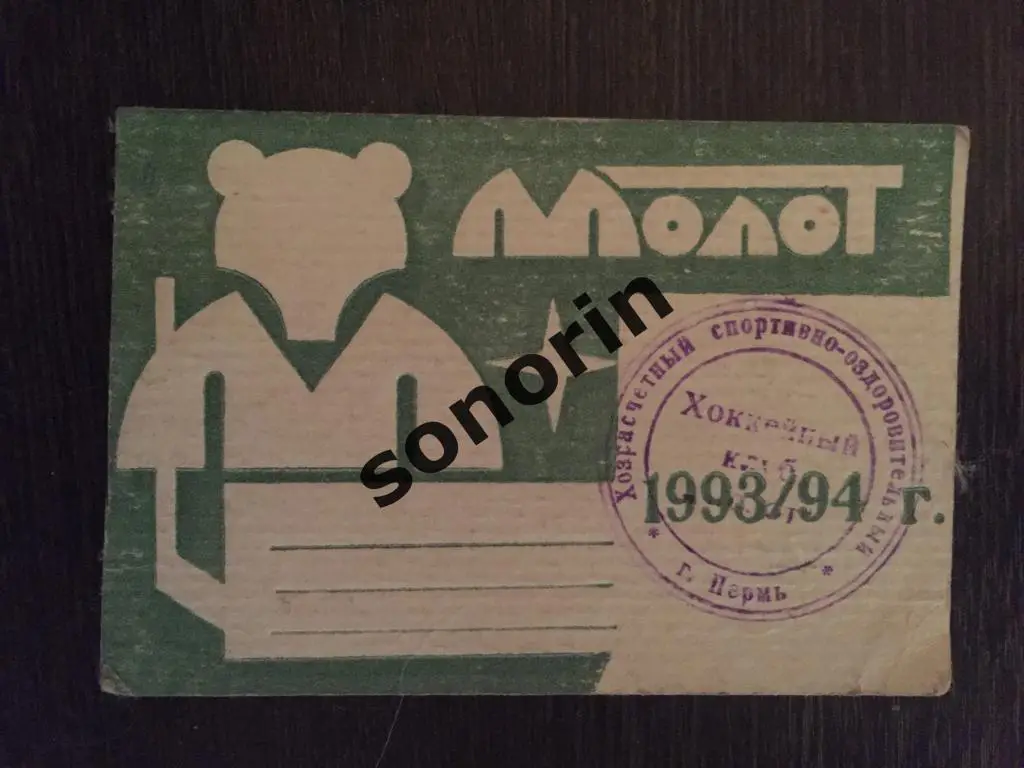 Молот
sonorin
Хозрасчетный спортивно-оздоровительный
Хоккейный
клуб
1993/94 г.
* г. Пермь *